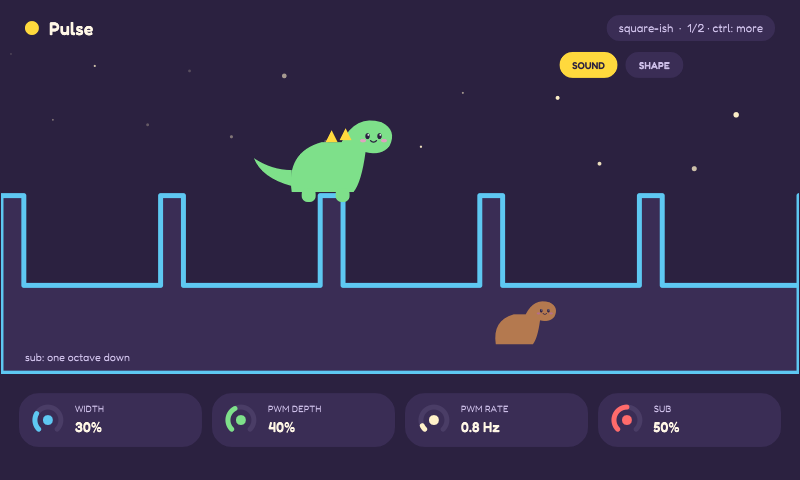 Pulse
square-ish · 1/2 · ctrl: more
SOUND
SHAPE
sub: one octave down
WIDTH
30%
PWM DEPTH
40%
PWM RATE
0.8 Hz
SUB
50%